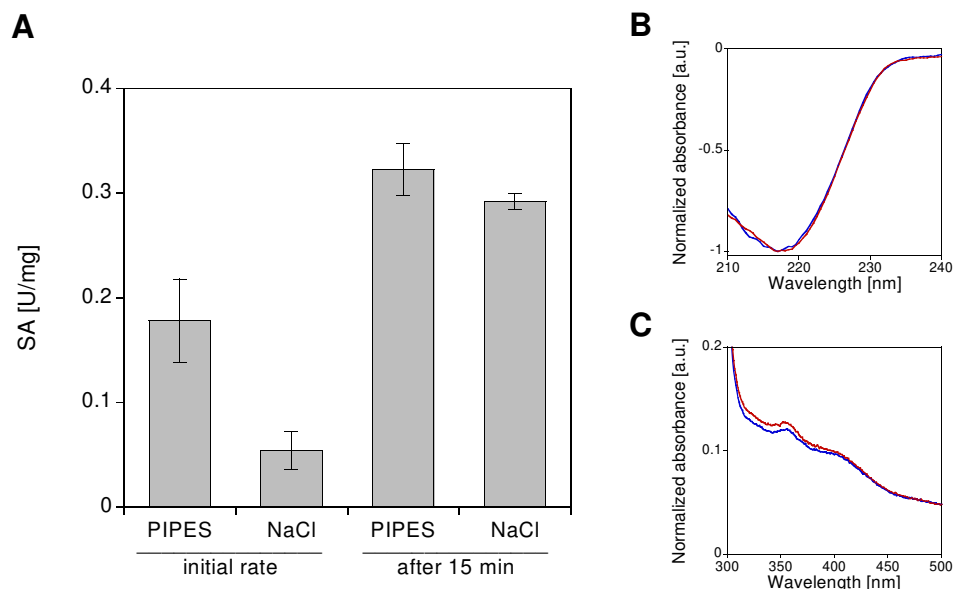 A
0.4
0.3
0.2
0.1
0
SA [U/mg]
PIPES NaCl PIPES NaCl
initial rate after 15 min
B
0
-0.5
-1
Normalized absorbance [a.u.]
210 220 230 240
Wavelength [nm]
C
0.2
0.1
0
Normalized absorbance [a.u.]
300 350 400 450 500
Wavelength [nm]